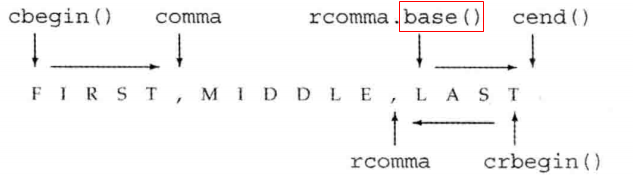 cbegin() comma rcomma.base() cend()
F I R S T , M I D D L E , L A S T
rcomma crbegin()